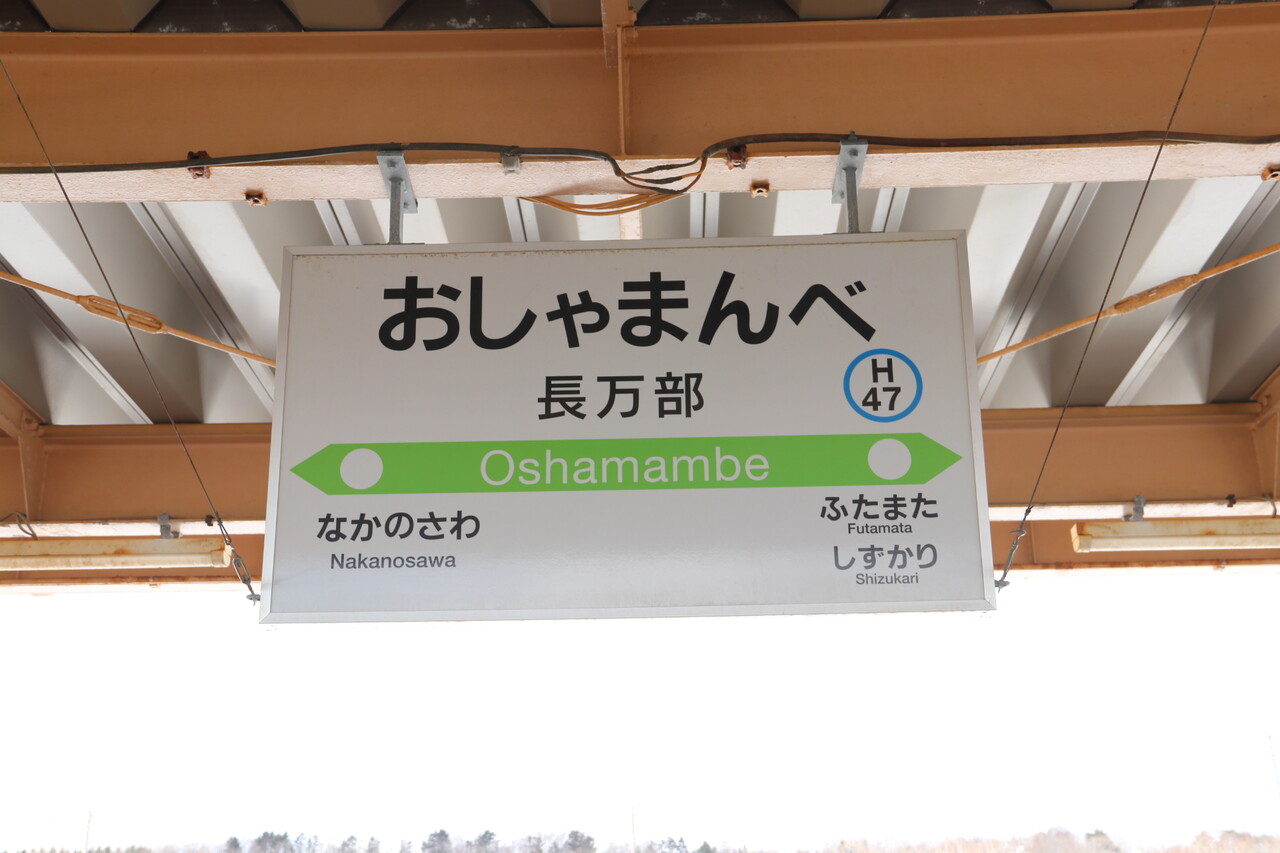 おしゃまんべ
長万部
H
47
Oshamambe
なかのさわ
Nakanosawa
ふたまた
Futamata
しずかり
Shizukari